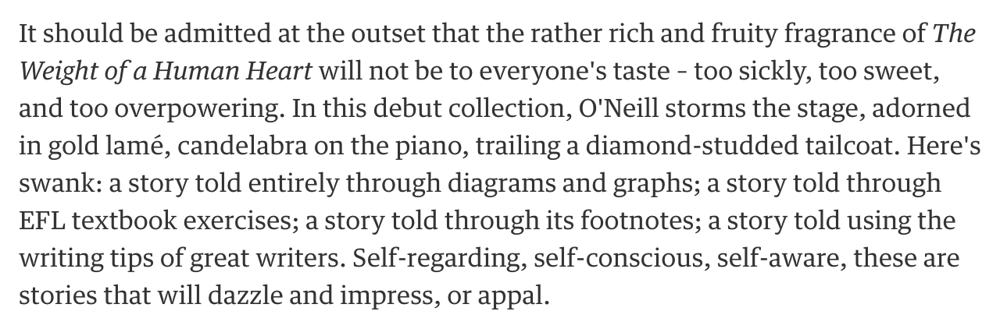 It should be admitted at the outset that the rather rich and fruity fragrance of The
Weight of a Human Heart will not be to everyone's taste – too sickly, too sweet,
and too overpowering. In this debut collection, O'Neill storms the stage, adorned
in gold lamé, candelabra on the piano, trailing a diamond-studded tailcoat. Here's
swank: a story told entirely through diagrams and graphs; a story told through
EFL textbook exercises; a story told through its footnotes; a story told using the
writing tips of great writers. Self-regarding, self-conscious, self-aware, these are
stories that will dazzle and impress, or appal.